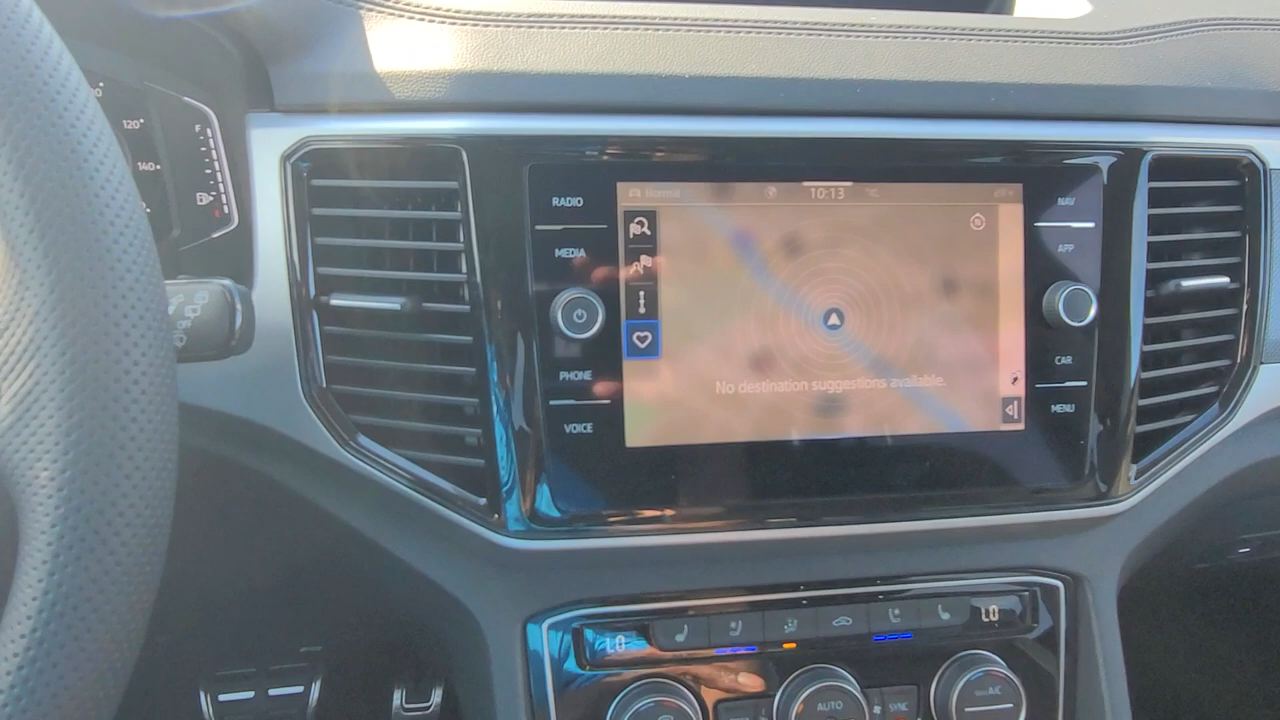 120°
140
F
RADIO
MEDIA
PHONE
VOICE
Normal
10:13
No destination suggestions available.
NAV
APP
CAR
MENU
LO
LO
AUTO
SYNC
A/C